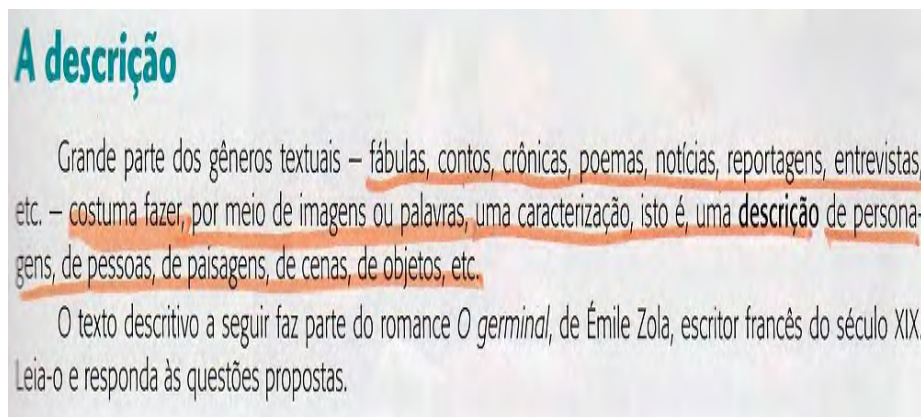 A descrição
Grande parte dos gêneros textuais – fábulas, contos, crônicas, poemas, notícias, reportagens, entrevistas,
etc. – costuma fazer, por meio de imagens ou palavras, uma caracterização, isto é, uma descrição de persona-
gens, de pessoas, de paisagens, de cenas, de objetos, etc.
O texto descritivo a seguir faz parte do romance O germinal, de Émile Zola, escritor francês do século XIX.
Leia-o e responda às questões propostas.